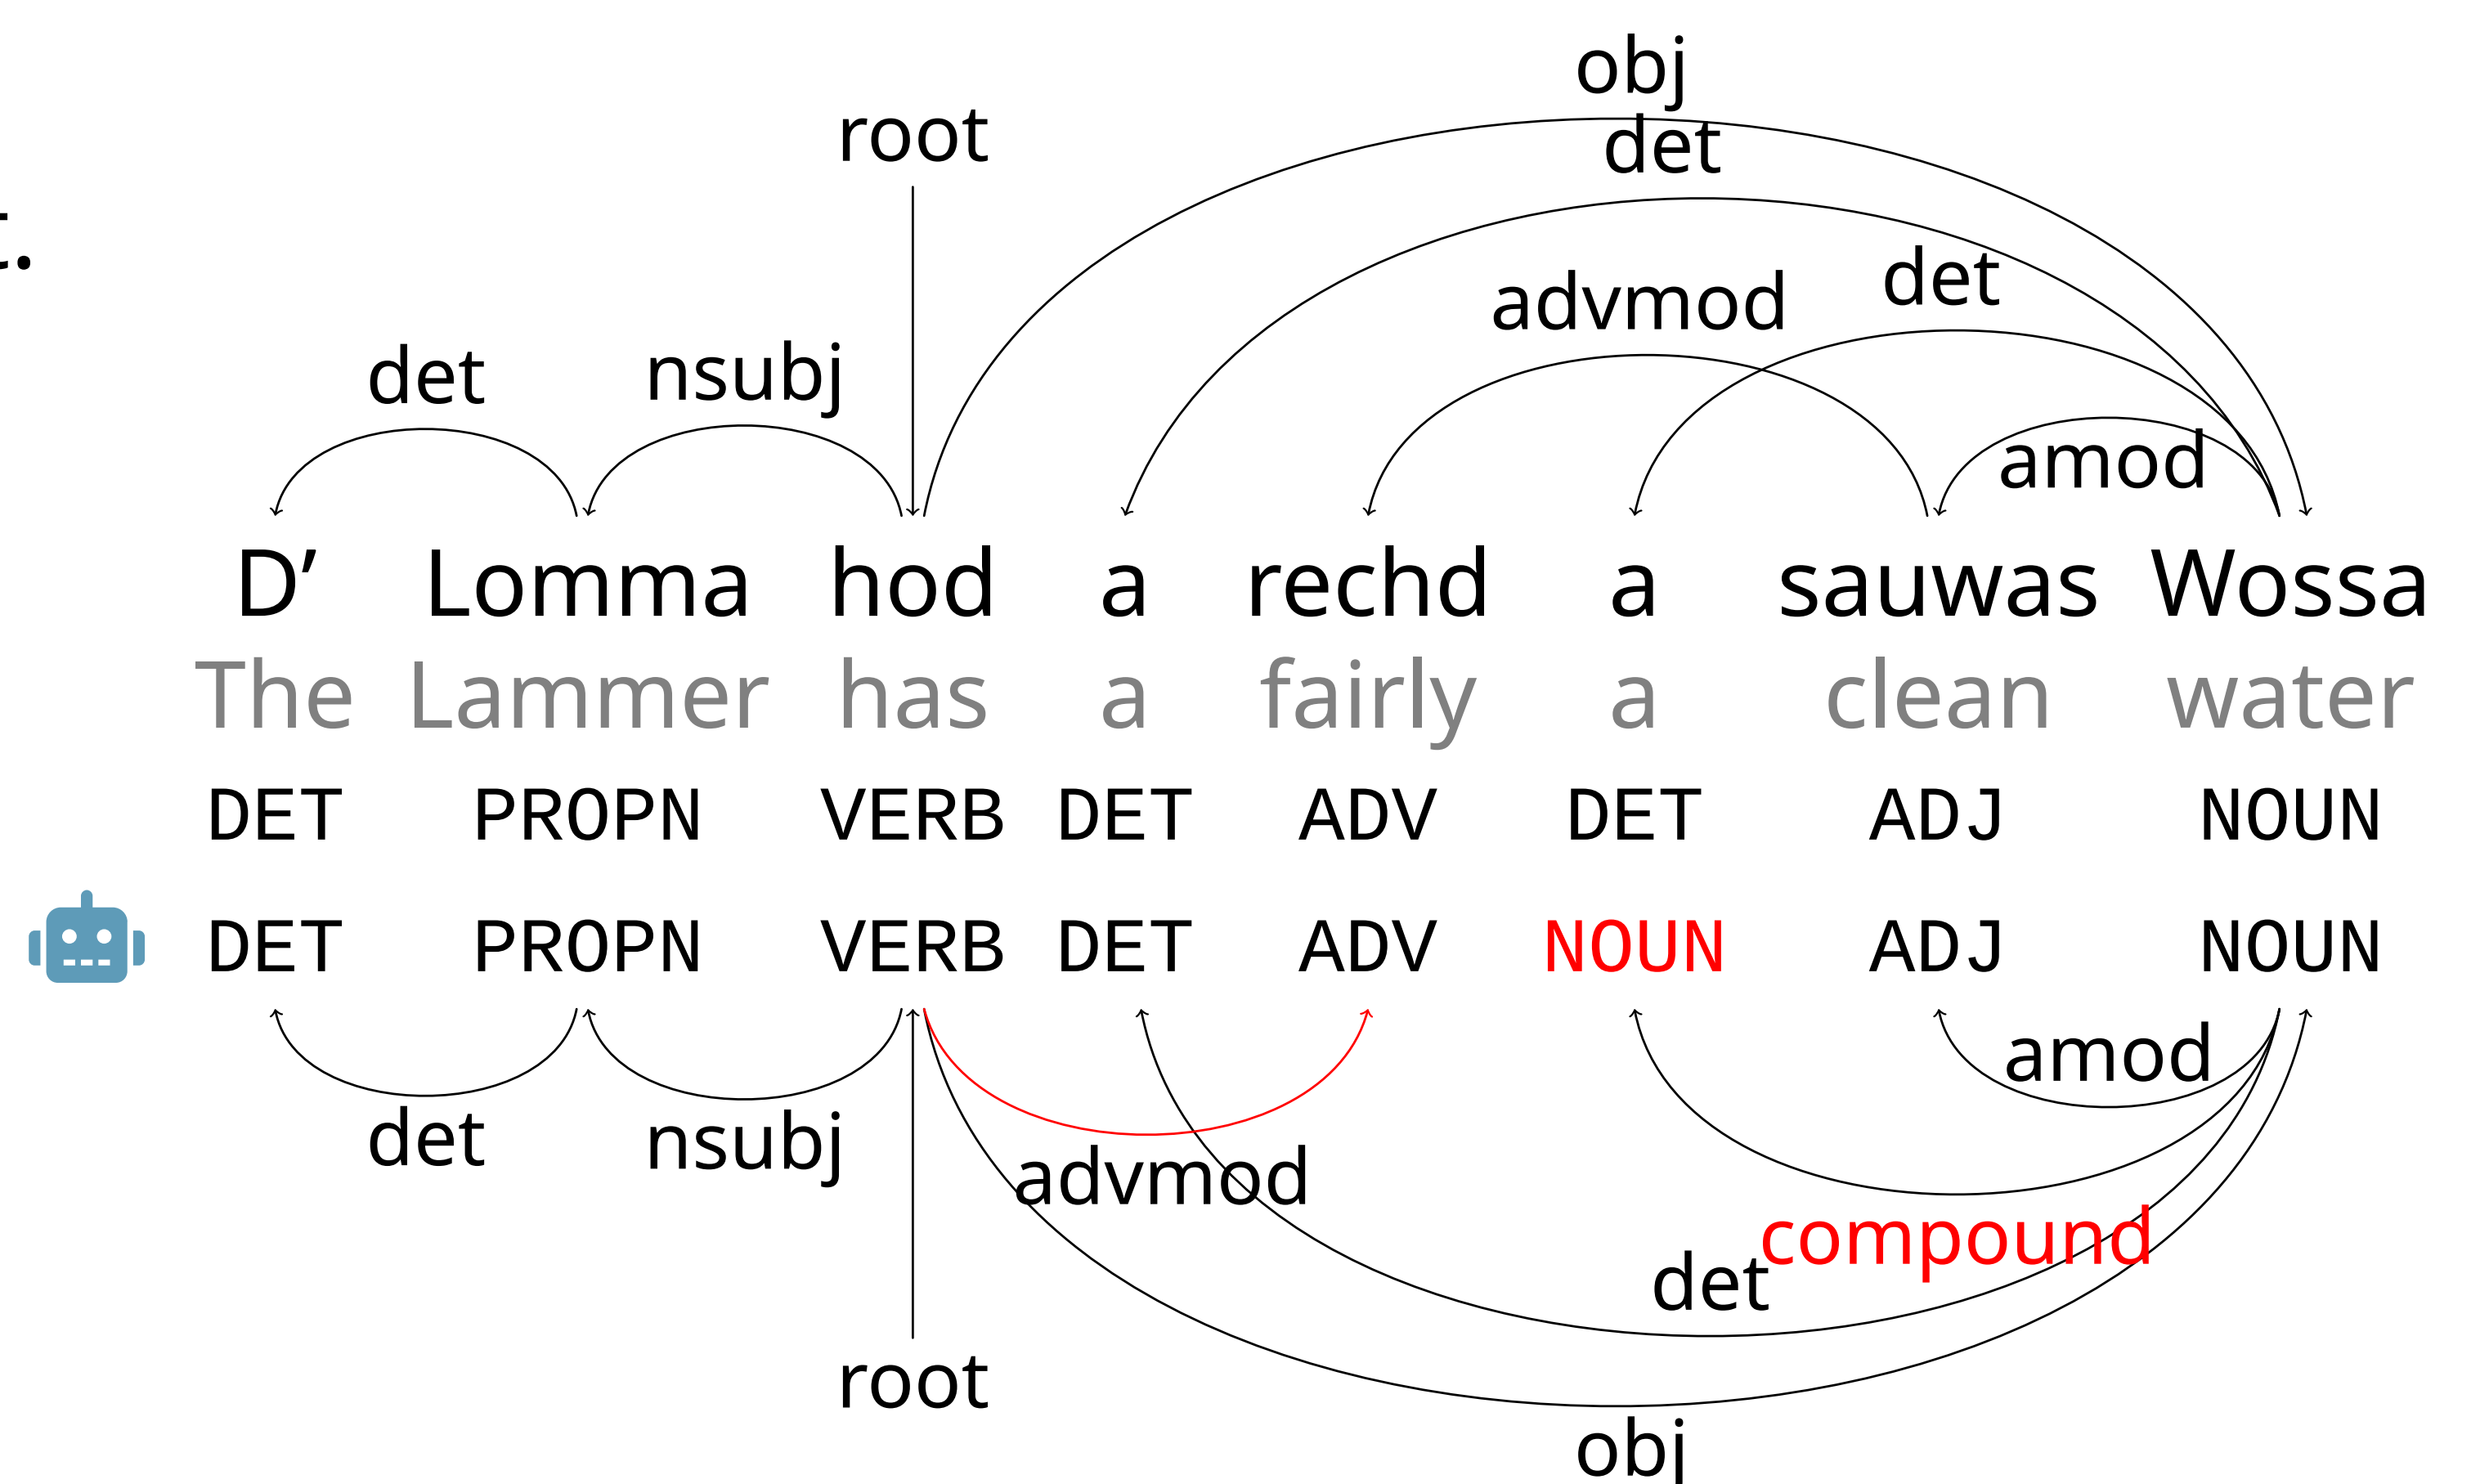 obj
root
det
t.
det
advmod
det nsubj
amod
D’ Lomma hod a rechd a sauwas Wossa
The Lammer has a fairly a clean water
DET PROPN VERB DET ADV DET ADJ NOUN
DET PROPN VERB DET ADV NOUN ADJ NOUN
amod
det nsubj
advmod
compound
det
root
obj